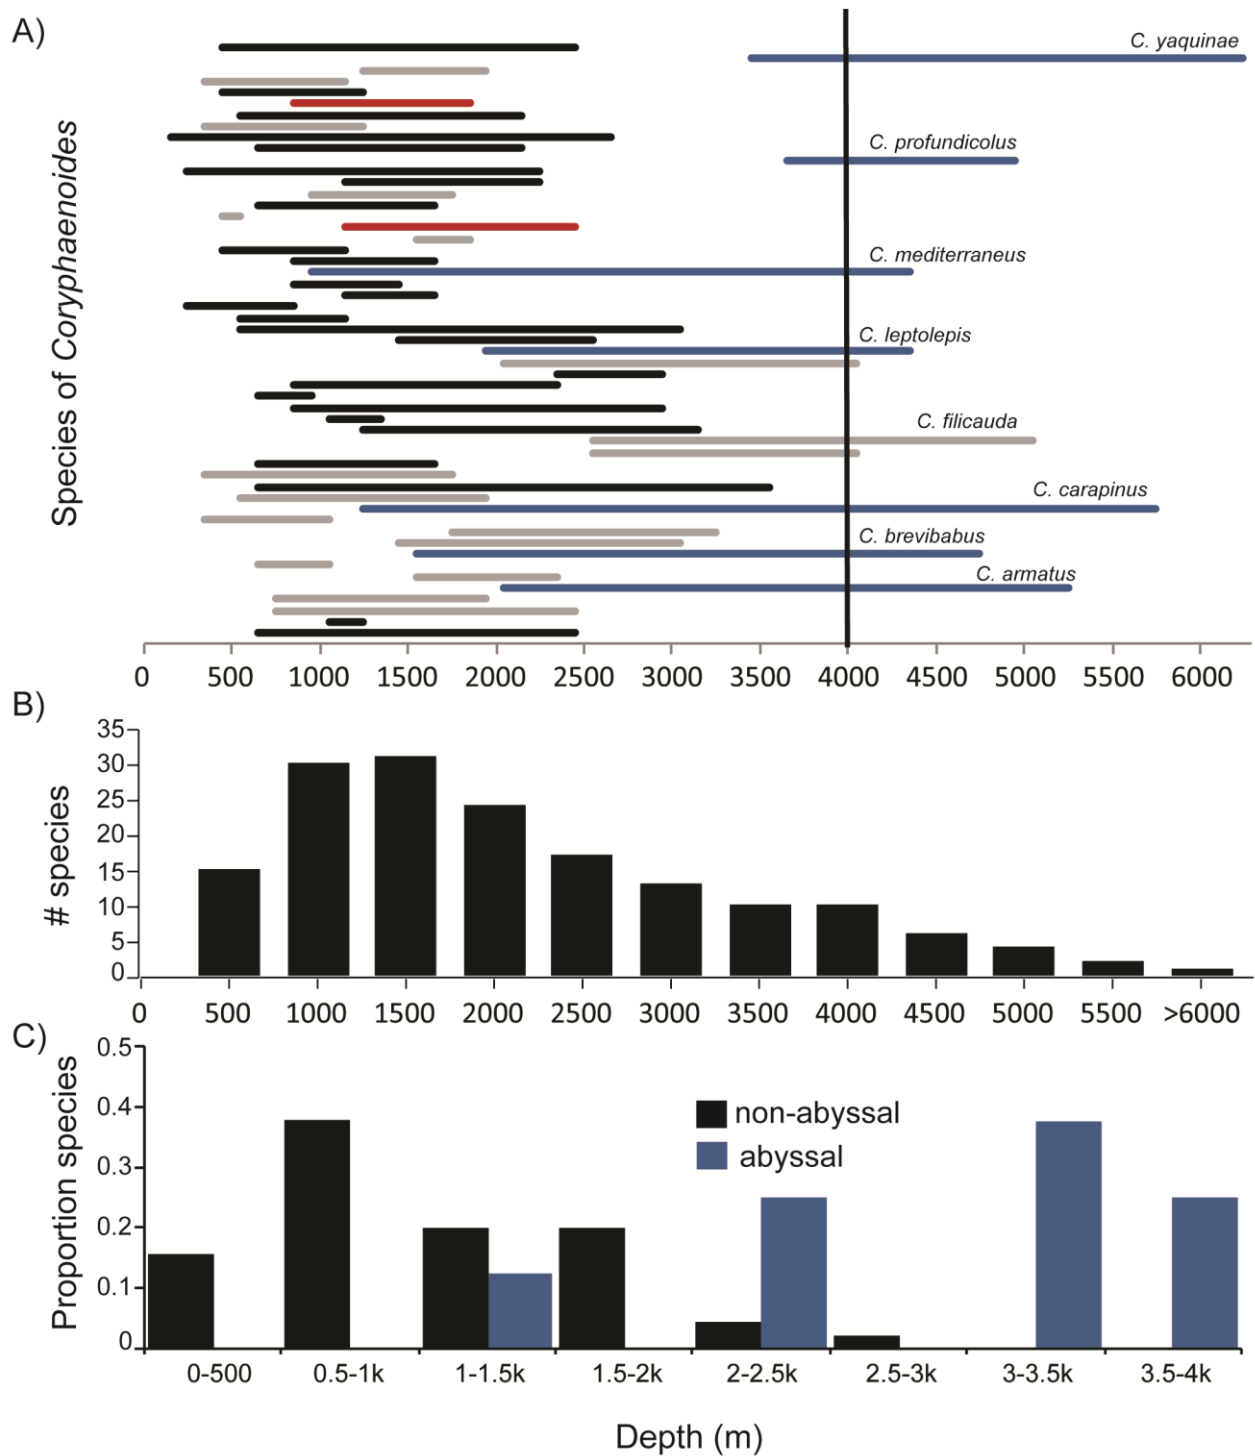 A)
Species of Coryphaenoides
C. yaquinae
C. profundicolus
C. mediterraneus
C. leptolepis
C. filicauda
C. carapinus
C. brevibabus
C. armatus
0 500 1000 1500 2000 2500 3000 3500 4000 4500 5000 5500 6000
B)
# species
35
30
25
20
15
10
5
0
0 500 1000 1500 2000 2500 3000 3500 4000 4500 5000 5500 >6000
C)
Proportion species
0.5
0.4
0.3
0.2
0.1
0
non-abyssal
abyssal
0-500 0.5-1k 1-1.5k 1.5-2k 2-2.5k 2.5-3k 3-3.5k 3.5-4k
Depth (m)